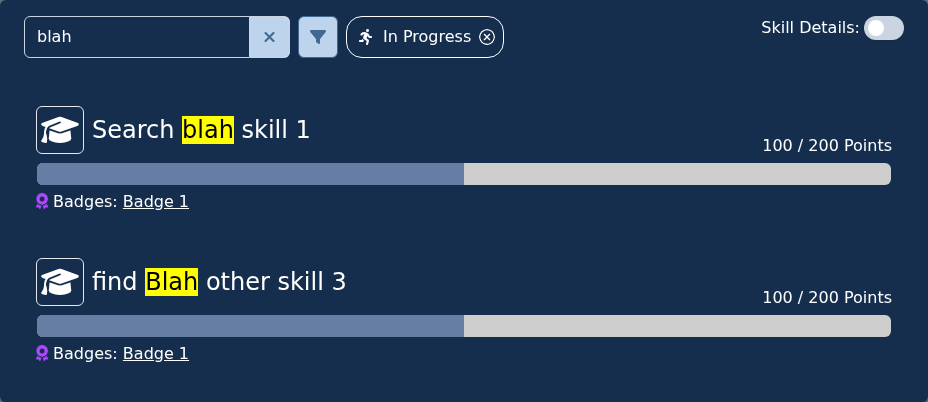 blah
In Progress
Skill Details:
Search blah skill 1
100 / 200 Points
Badges: Badge 1
find Blah other skill 3
100 / 200 Points
Badges: Badge 1